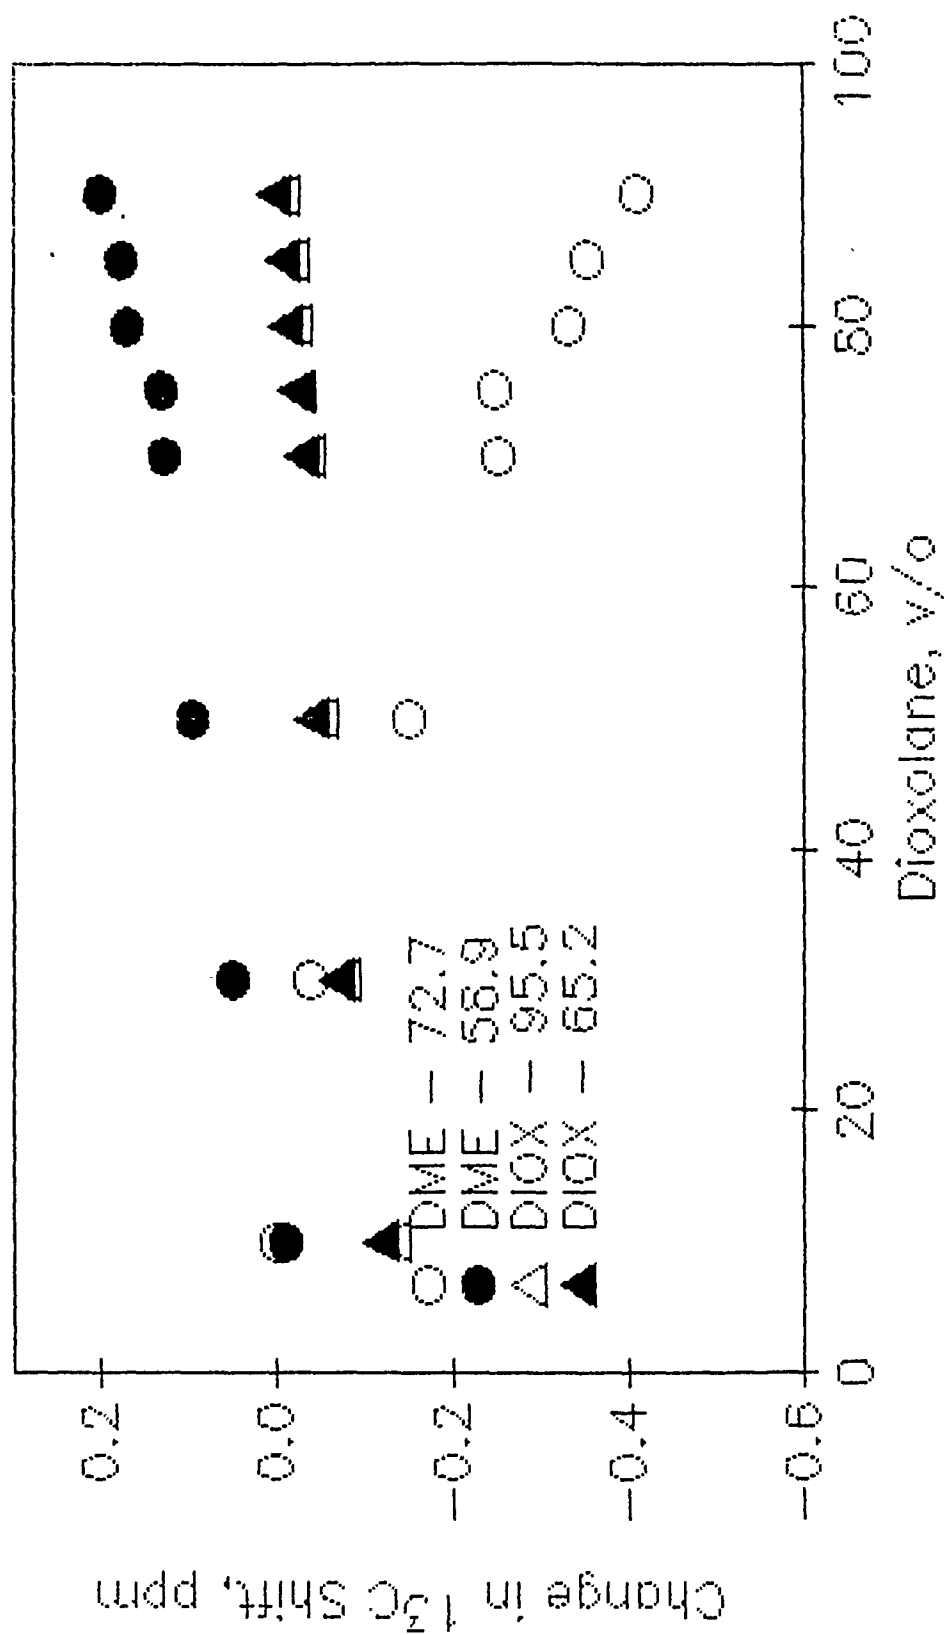 Change in 13C Shift, ppm
0.2
0.0
−0.2
−0.4
−0.6
DME — 72.7
DME — 58.9
DIOX — 95.5
DIOX — 65.2
0 20 40 60 80 100
Dioxolane, v/o